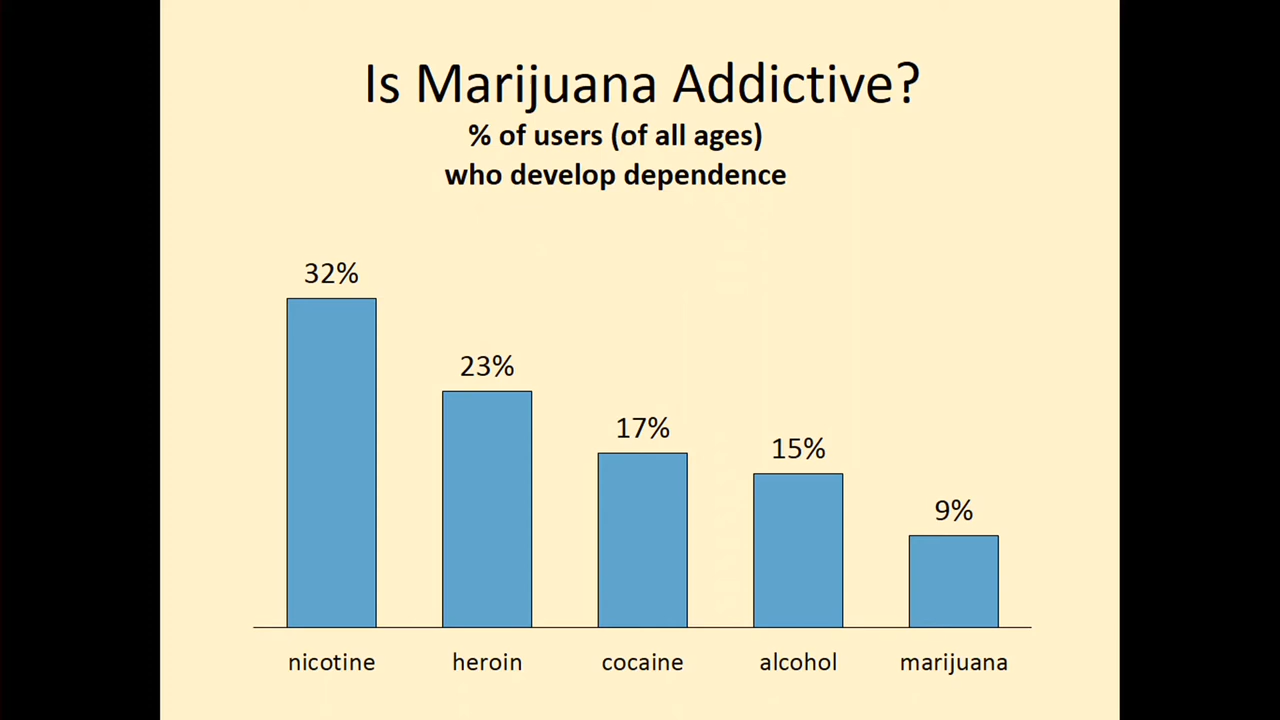 Is Marijuana Addictive?
% of users (of all ages)
who develop dependence
32%
23%
17%
15%
9%
nicotine heroin cocaine alcohol marijuana